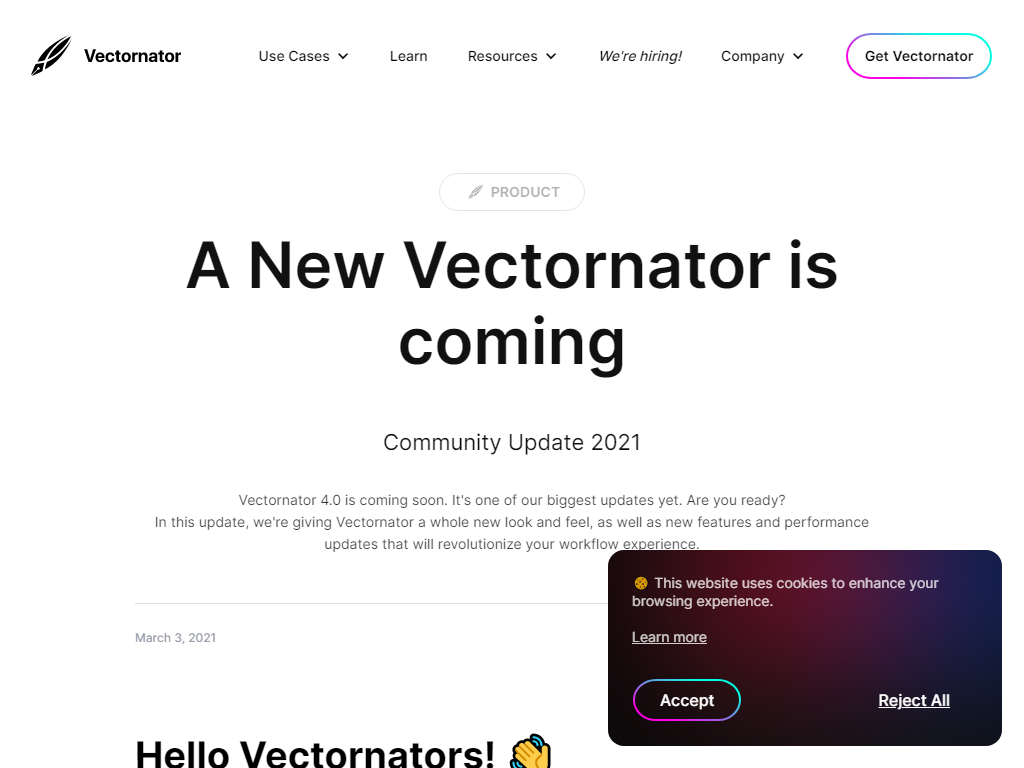 Vectornator
Use Cases
Learn
Resources
We're hiring!
Company
Get Vectornator
PRODUCT
A New Vectornator is
coming
Community Update 2021
Vectornator 4.0 is coming soon. It's one of our biggest updates yet. Are you ready?
In this update, we're giving Vectornator a whole new look and feel, as well as new features and performance
updates that will revolutionize your workflow experience.
March 3, 2021
Hello Vectornators! 👋
🍪 This website uses cookies to enhance your
browsing experience.
Learn more
Accept
Reject All